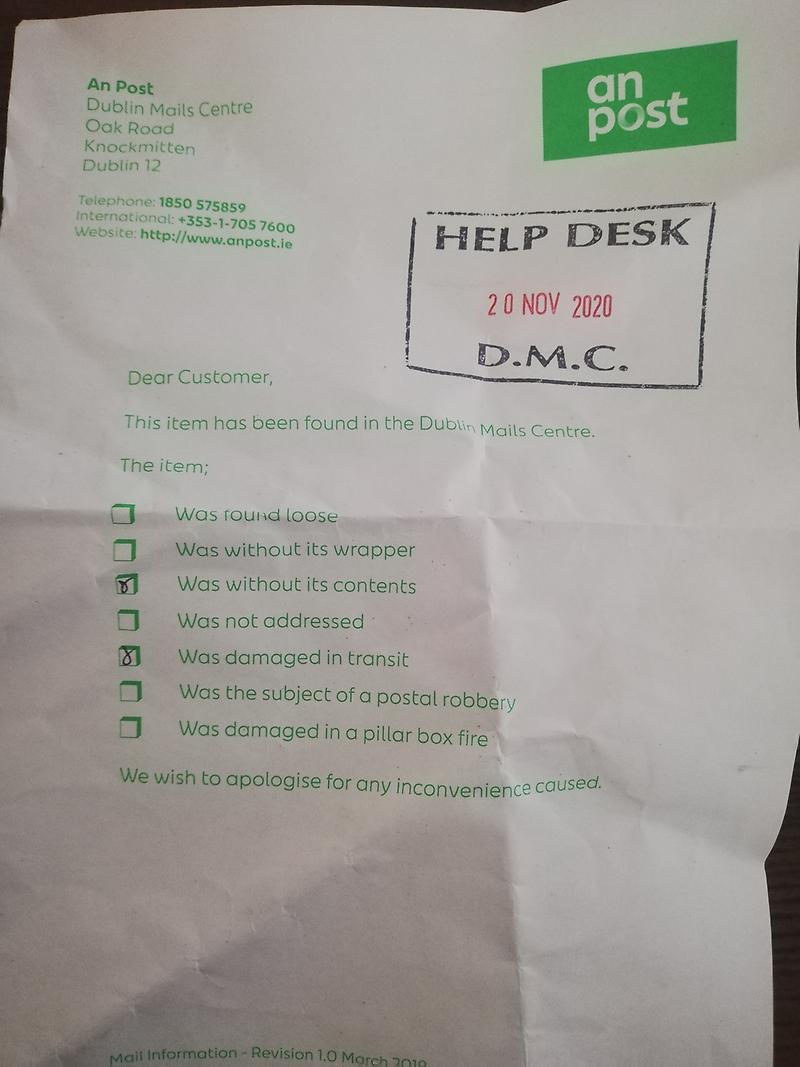 An Post
Dublin Mails Centre
Oak Road
Knockmitten
Dublin 12
Telephone: 1850 575859
International: +353-1-705 7600
Website: http://www.anpost.ie
an
post
HELP DESK
20 NOV 2020
D.M.C.
Dear Customer,
This item has been found in the Dublin Mails Centre.
The item;
Was found loose
Was without its wrapper
Was without its contents
Was not addressed
Was damaged in transit
Was the subject of a postal robbery
Was damaged in a pillar box fire
We wish to apologise for any inconvenience caused.
Mail Information - Revision 1.0 March 2019